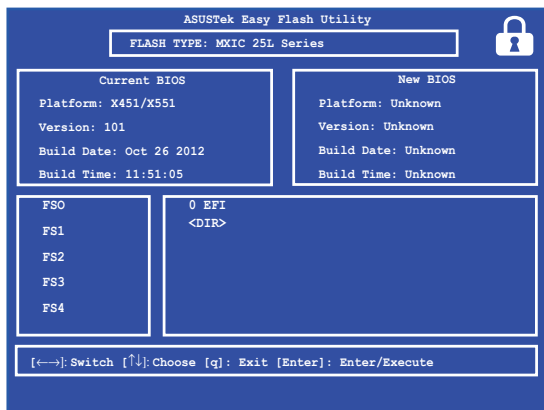 ASUSTek Easy Flash Utility
FLASH TYPE: MXIC 25L Series
Current BIOS
Platform: X451/X551
Version: 101
Build Date: Oct 26 2012
Build Time: 11:51:05
New BIOS
Platform: Unknown
Version: Unknown
Build Date: Unknown
Build Time: Unknown
FSO
FS1
FS2
FS3
FS4
0 EFI
<DIR>
[←→]: Switch [↑↓]: Choose [q]: Exit [Enter]: Enter/Execute